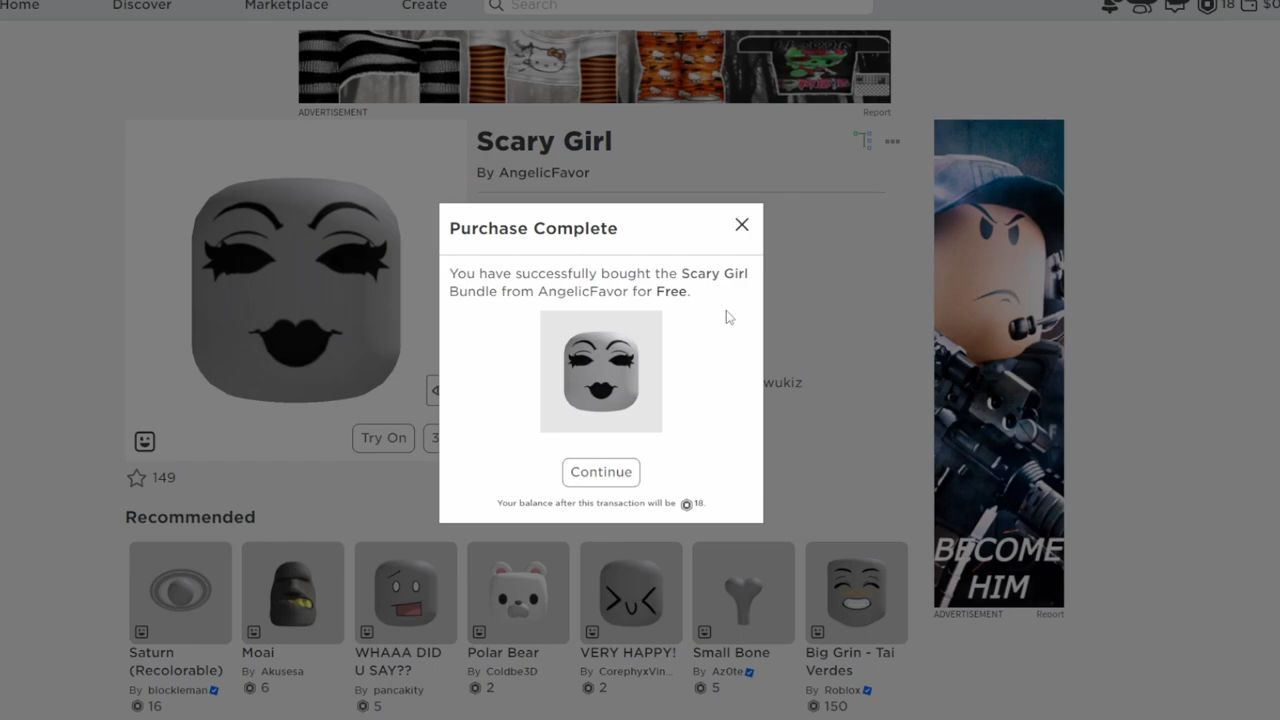 Home Discover Marketplace Create Search 18 $0
ADVERTISEMENT Report
Scary Girl
By AngelicFavor
Purchase Complete
You have successfully bought the Scary Girl
Bundle from AngelicFavor for Free.
wukiz
Try On 3
Continue
Your balance after this transaction will be 18.
149
Recommended
Saturn
(Recolorable)
By blockleman
16
Moai
By Akusesa
6
WHAAA DID
U SAY??
By pancakity
5
Polar Bear
By Coldbe3D
2
VERY HAPPY!
By CorephyxVin...
2
Small Bone
By Az0te
5
Big Grin - Tai
Verdes
By Roblox
150
BECOME
HIM
ADVERTISEMENT Report